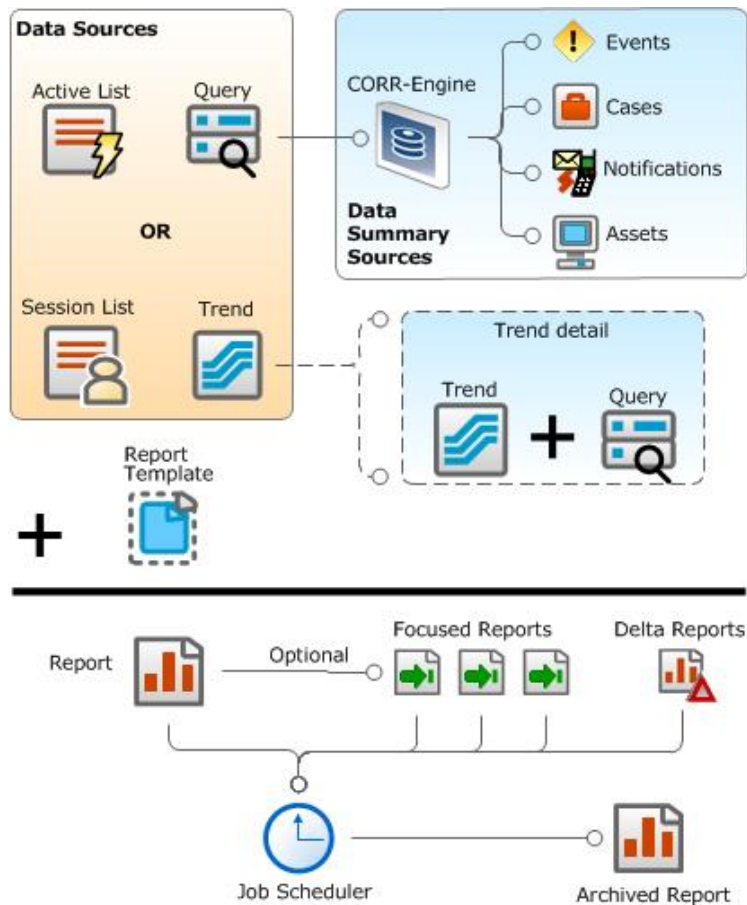 Data Sources
Active List
Query
OR
Session List
Trend
CORR-Engine
Data
Summary
Sources
Events
Cases
Notifications
Assets
Trend detail
Trend
Query
Report
Template
Report
Optional
Focused Reports
Delta Reports
Job Scheduler
Archived Report